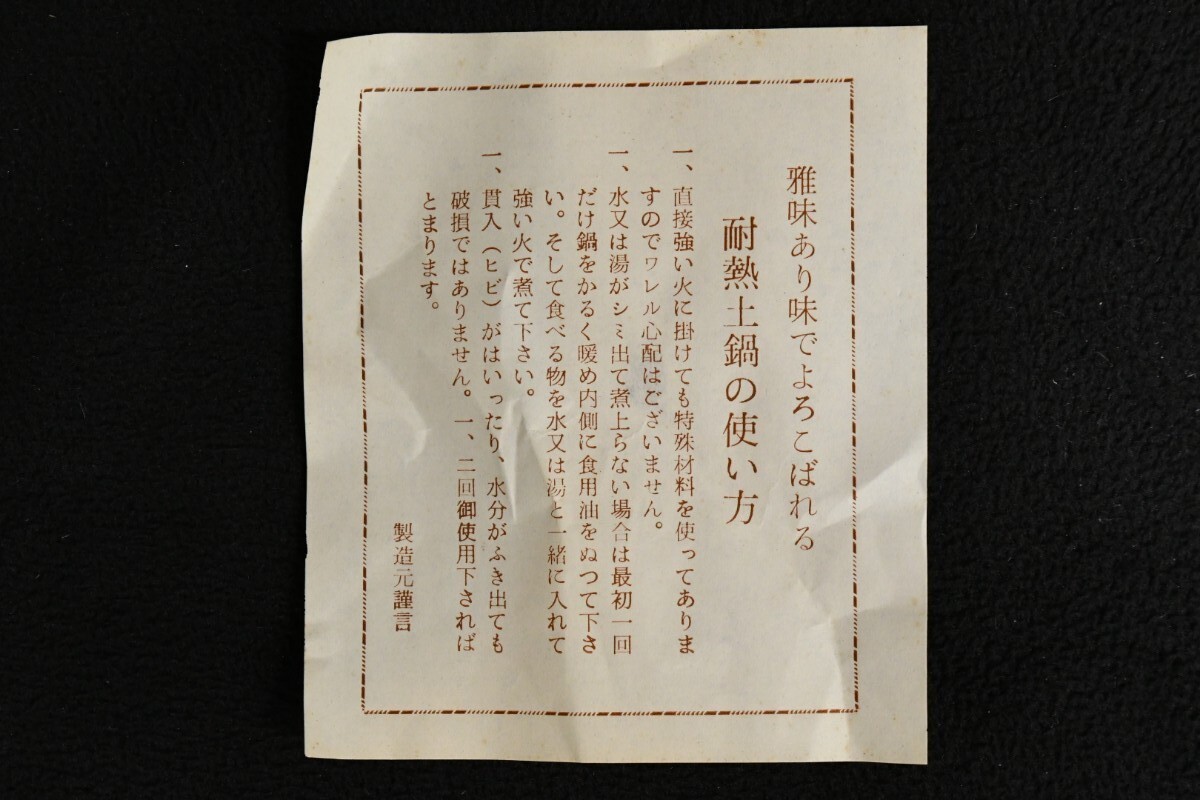 雅味あり味でよろこばれる
耐熱土鍋の使い方
一、直接強い火に掛けても特殊材料を使ってありま
すのでワレル心配はございません。
一、水又は湯がシミ出て煮上らない場合は最初一回
だけ鍋をかるく暖め内側に食用油をぬつて下さ
い。そして食べる物を水又は湯と一緒に入れて
強い火で煮て下さい。
一、貫入（ヒビ）がはいったり、水分がふき出ても
破損ではありません。一、二回御使用下されば
とまります。
製造元謹言